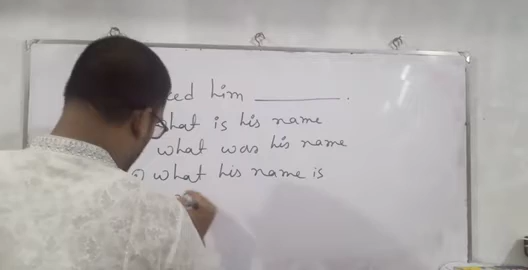 him ________.
what is his name
what was his name
what his name is